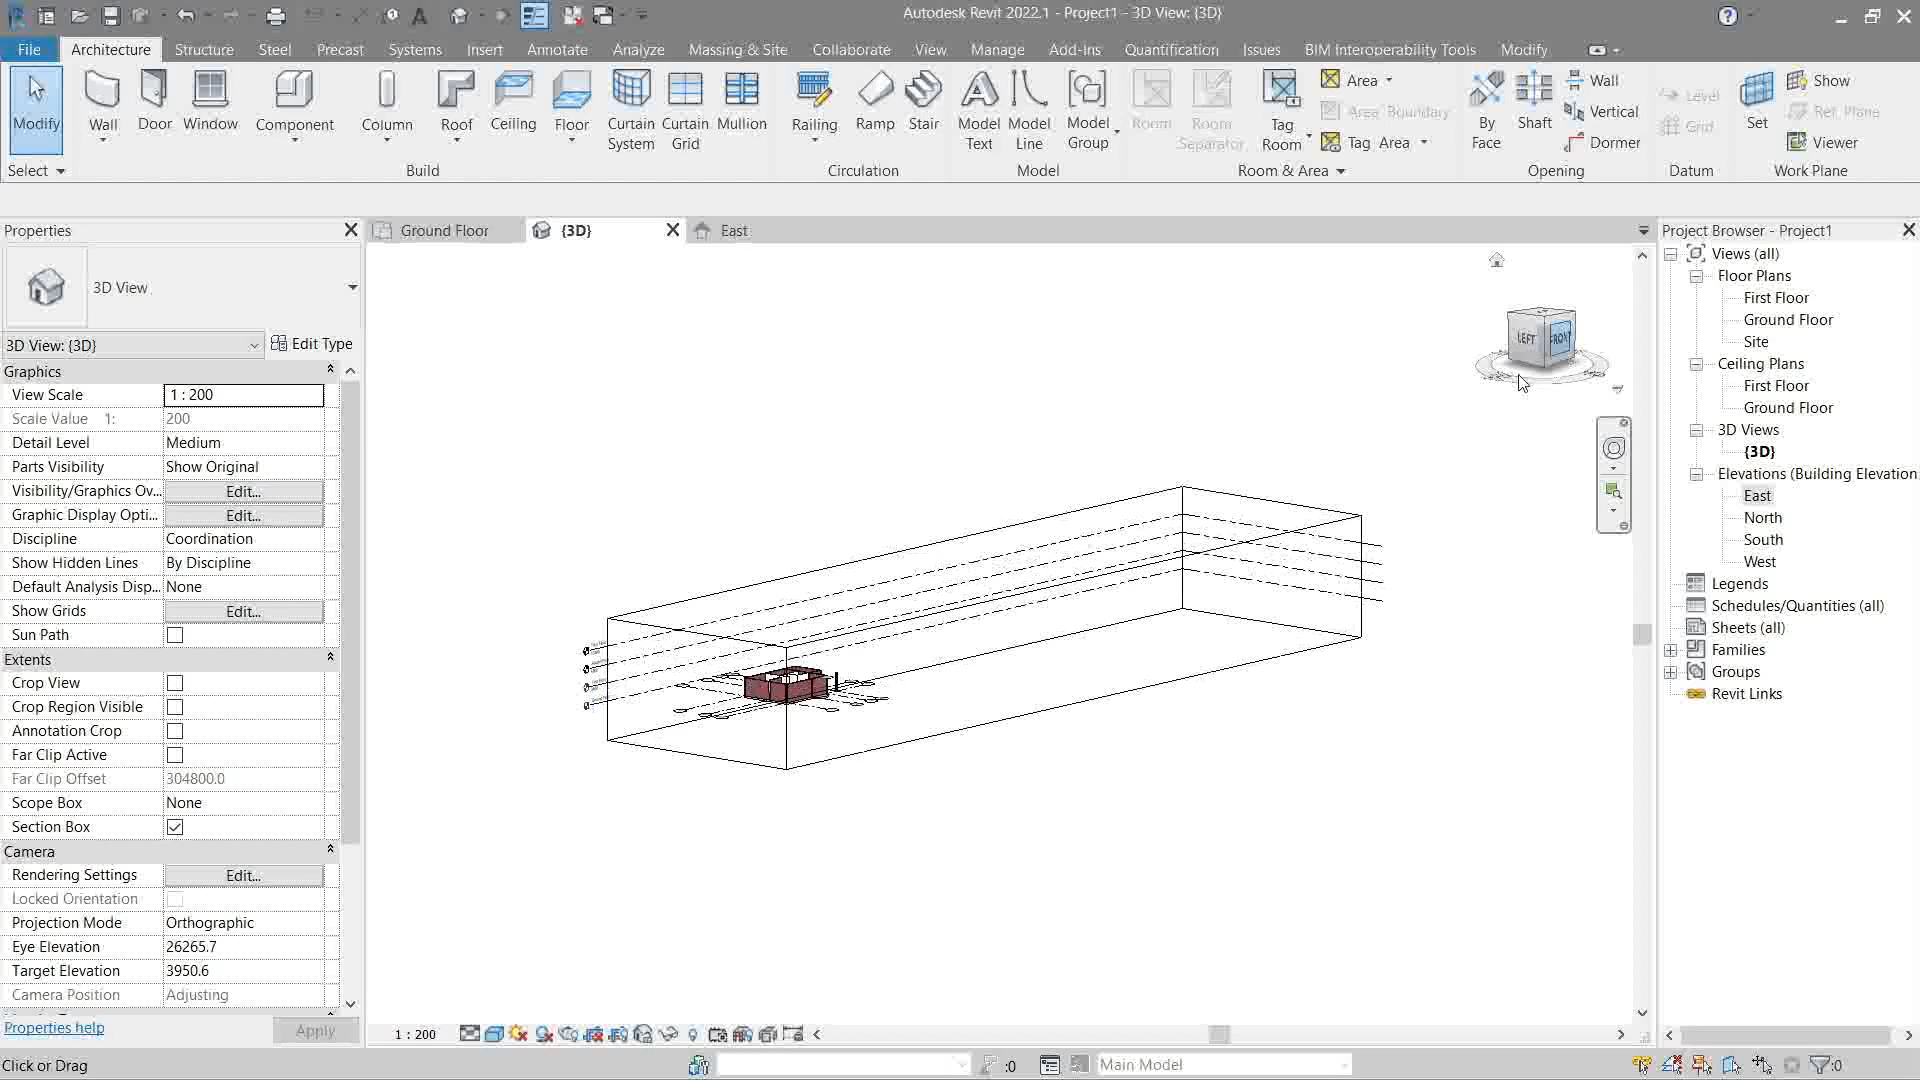 Autodesk Revit 2022.1 - Project1 - 3D View: {3D}
File Architecture Structure Steel Precast Systems Insert Annotate Analyze Massing & Site Collaborate View Manage Add-Ins Quantification Issues BIM Interoperability Tools Modify
Modify
Wall
Door
Window
Component
Column
Roof
Ceiling
Floor
Curtain System
Curtain Grid
Mullion
Railing
Ramp
Stair
Model Text
Model Line
Model Group
Room
Room Separator
Tag Room
Area
Area Boundary
Tag Area
By Face
Shaft
Wall
Vertical
Dormer
Level
Grid
Set
Show
Ref Plane
Viewer
Select Build Circulation Model Room & Area Opening Datum Work Plane
Properties
3D View
3D View: {3D} Edit Type
Graphics
View Scale 1 : 200
Scale Value 1: 200
Detail Level Medium
Parts Visibility Show Original
Visibility/Graphics Ov... Edit...
Graphic Display Opti... Edit...
Discipline Coordination
Show Hidden Lines By Discipline
Default Analysis Disp... None
Show Grids Edit...
Sun Path
Extents
Crop View
Crop Region Visible
Annotation Crop
Far Clip Active
Far Clip Offset 304800.0
Scope Box None
Section Box
Camera
Rendering Settings Edit...
Locked Orientation
Projection Mode Orthographic
Eye Elevation 26265.7
Target Elevation 3950.6
Camera Position Adjusting
Properties help Apply
Ground Floor {3D} East
LEFT FRONT
1 : 200
Project Browser - Project1
Views (all)
Floor Plans
First Floor
Ground Floor
Site
Ceiling Plans
First Floor
Ground Floor
3D Views
{3D}
Elevations (Building Elevation
East
North
South
West
Legends
Schedules/Quantities (all)
Sheets (all)
Families
Groups
Revit Links
Click or Drag :0 Main Model :0